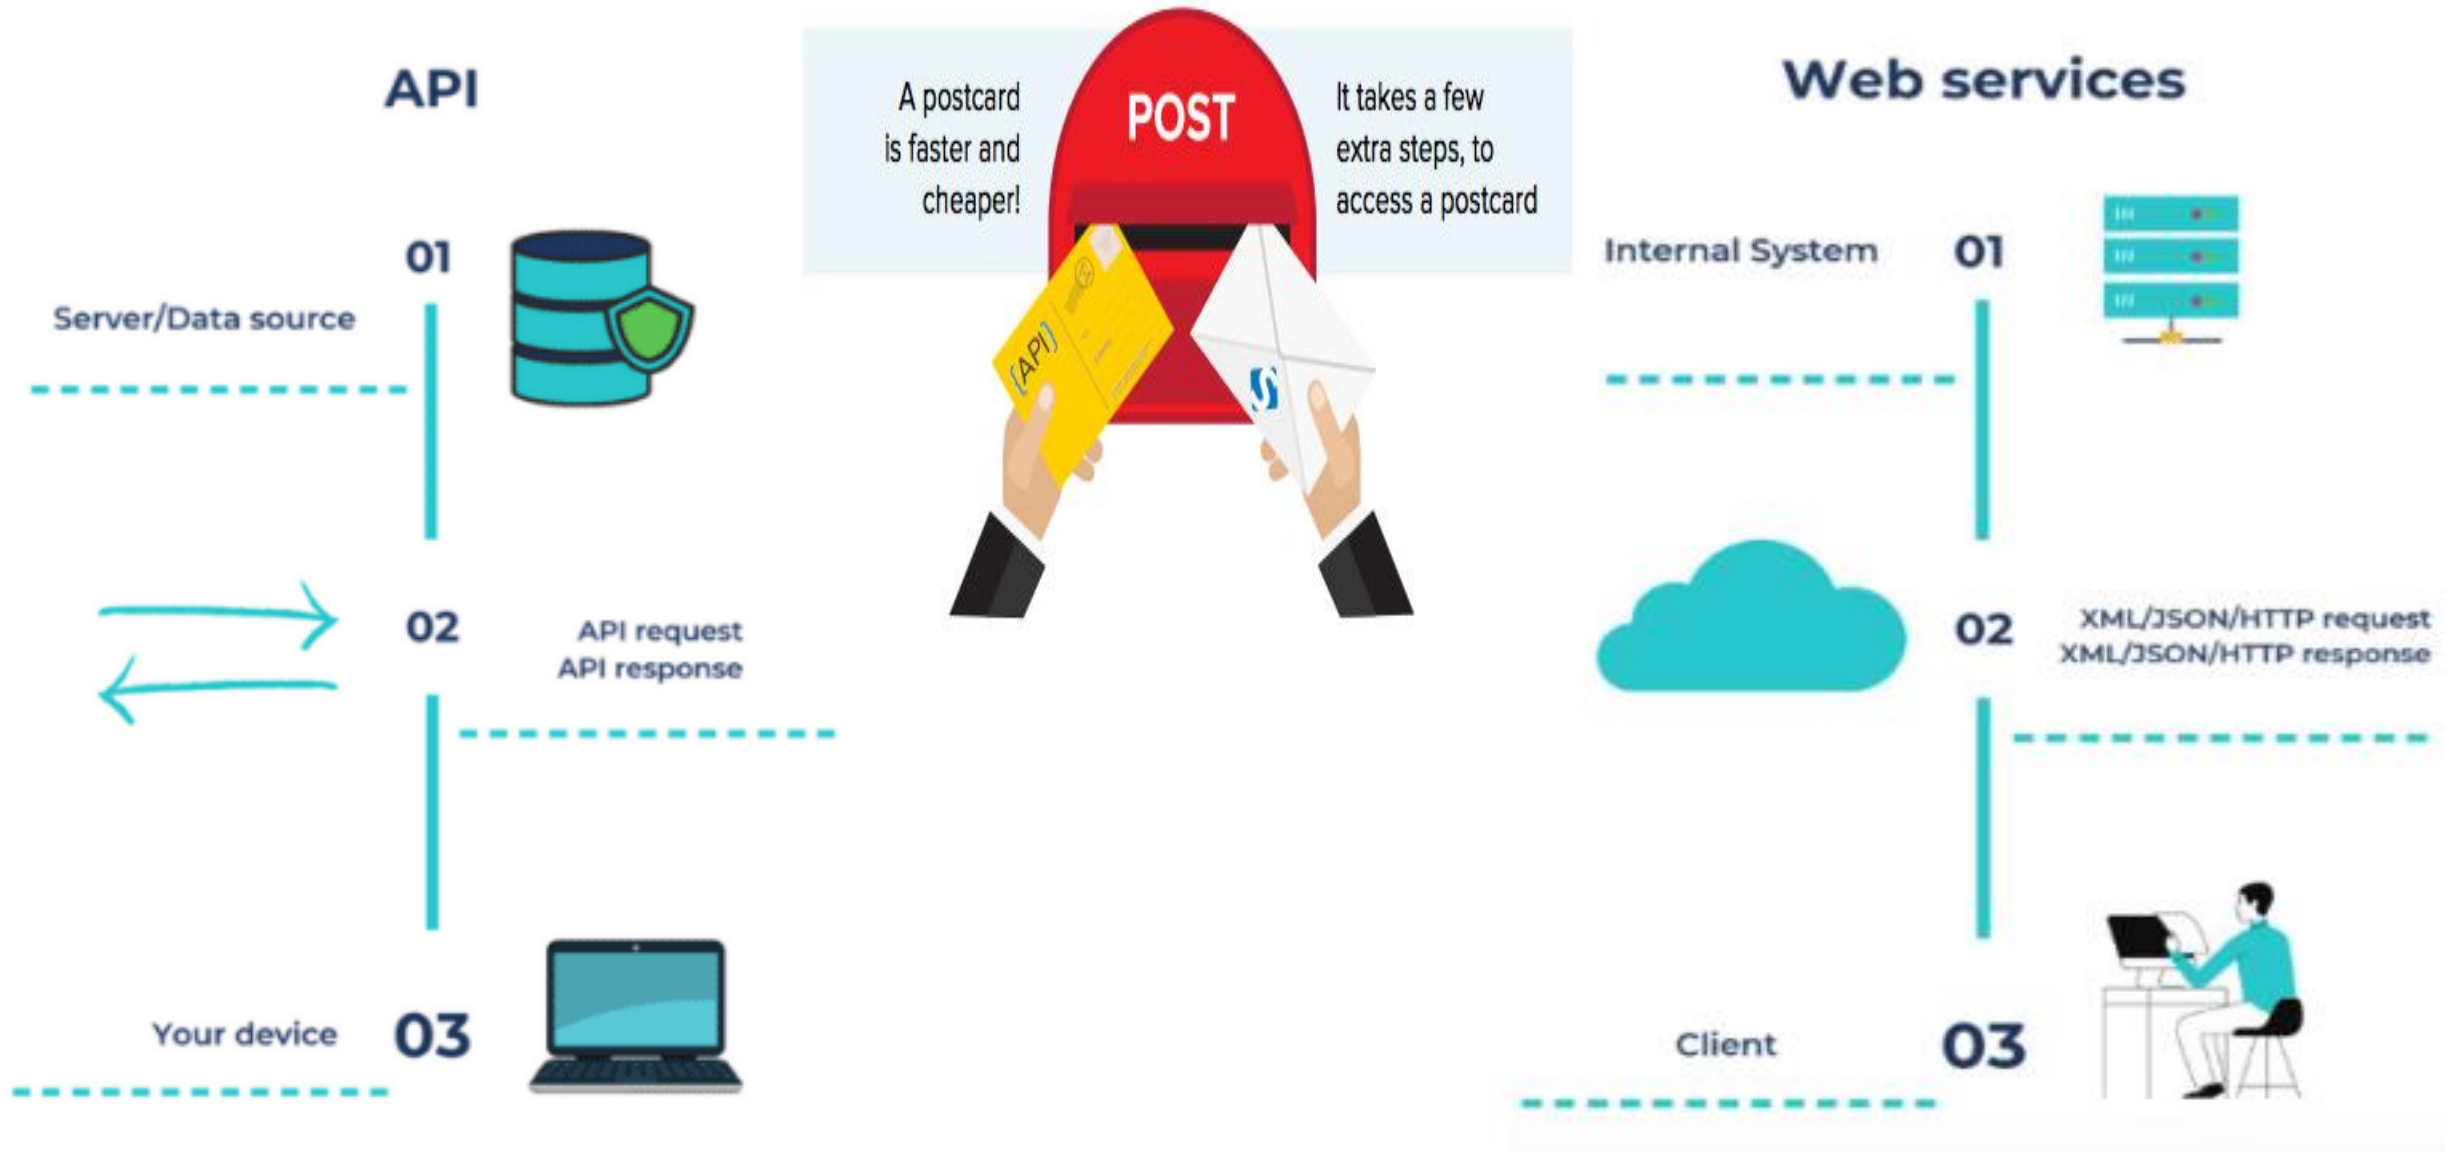 API
01
Server/Data source
02
API request
API response
Your device
03
A postcard
is faster and
cheaper!
POST
It takes a few
extra steps, to
access a postcard
{API}
S
Web services
Internal System
01
02
XML/JSON/HTTP request
XML/JSON/HTTP response
Client
03